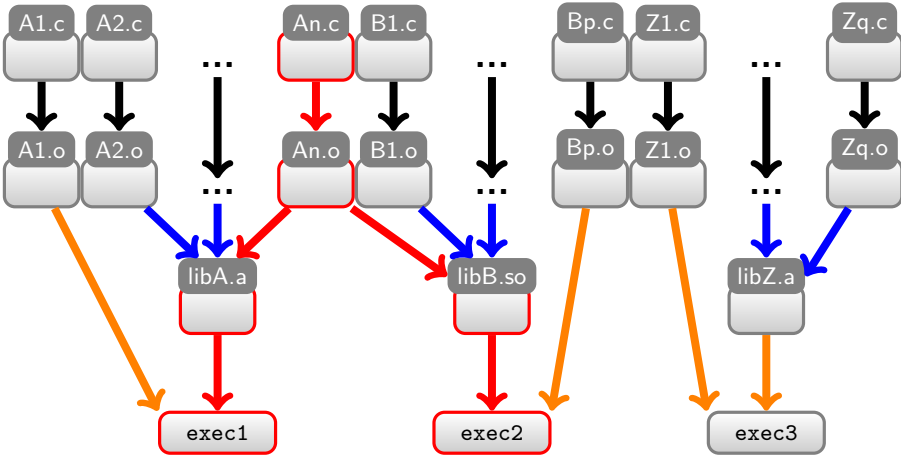 A1.c A2.c An.c B1.c Bp.c Z1.c Zq.c
... ... ...
A1.o A2.o An.o B1.o Bp.o Z1.o Zq.o
... ... ...
libA.a libB.so libZ.a
exec1 exec2 exec3